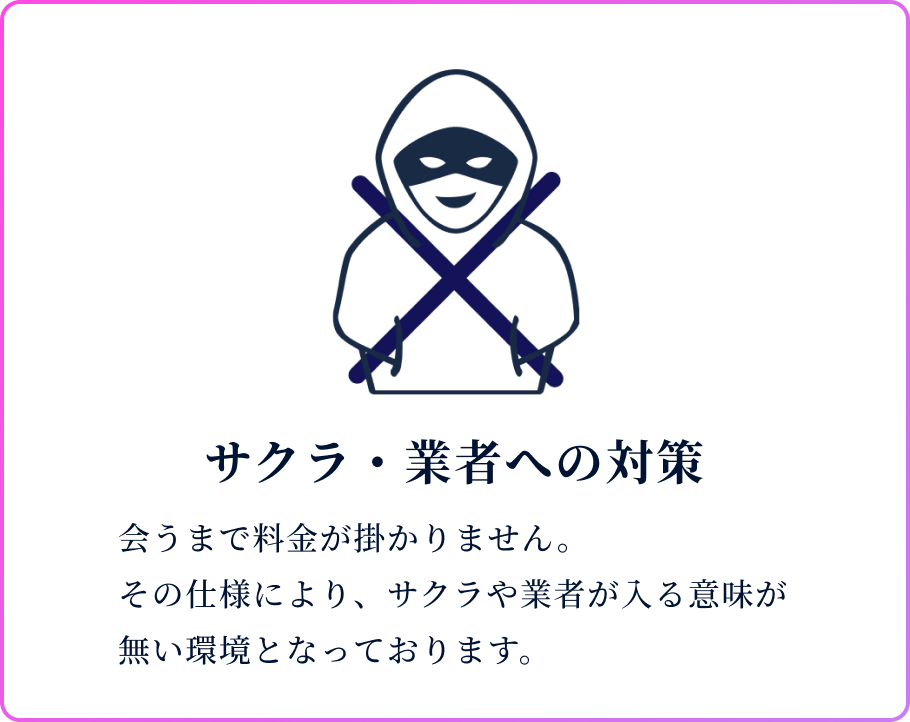 サクラ・業者への対策
会うまで料金が掛かりません。
その仕様により、サクラや業者が入る意味が
無い環境となっております。